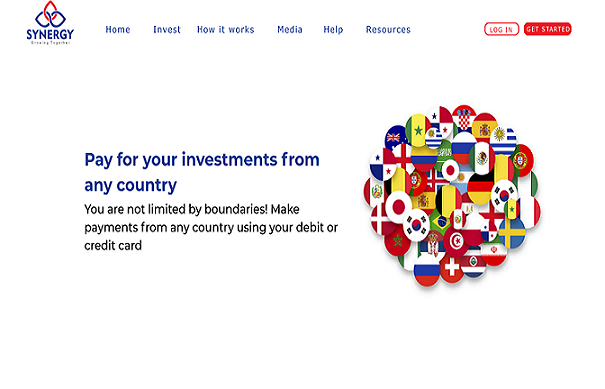 SYNERGY
Growing Together
Home Invest How it works Media Help Resources LOG IN GET STARTED
Pay for your investments from
any country
You are not limited by boundaries! Make
payments from any country using your debit or
credit card